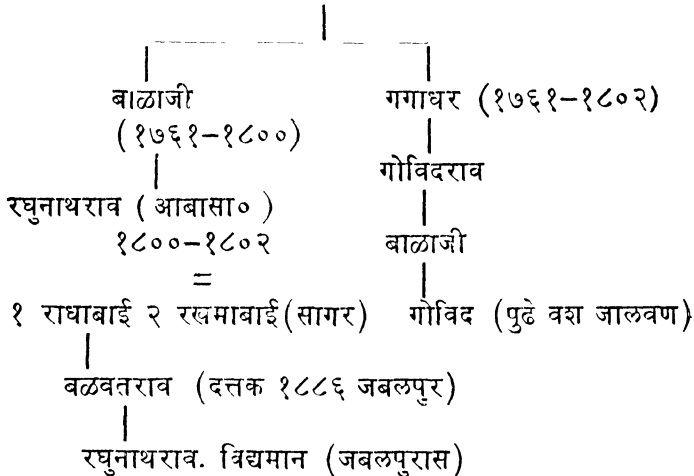 बाळाजी गगाधर (१७६१-१८०२)
(१७६१-१८००)
गोविदराव
रघुनाथराव ( आबासा० )
१८००-१८०२ बाळाजी
=
१ राधाबाई २ रखमाबाई (सागर) गोविद (पुढे वश जालवण)
बळवतराव (दत्तक १८८६ जबलपुर)
रघुनाथराव. विद्यमान (जबलपुरास)